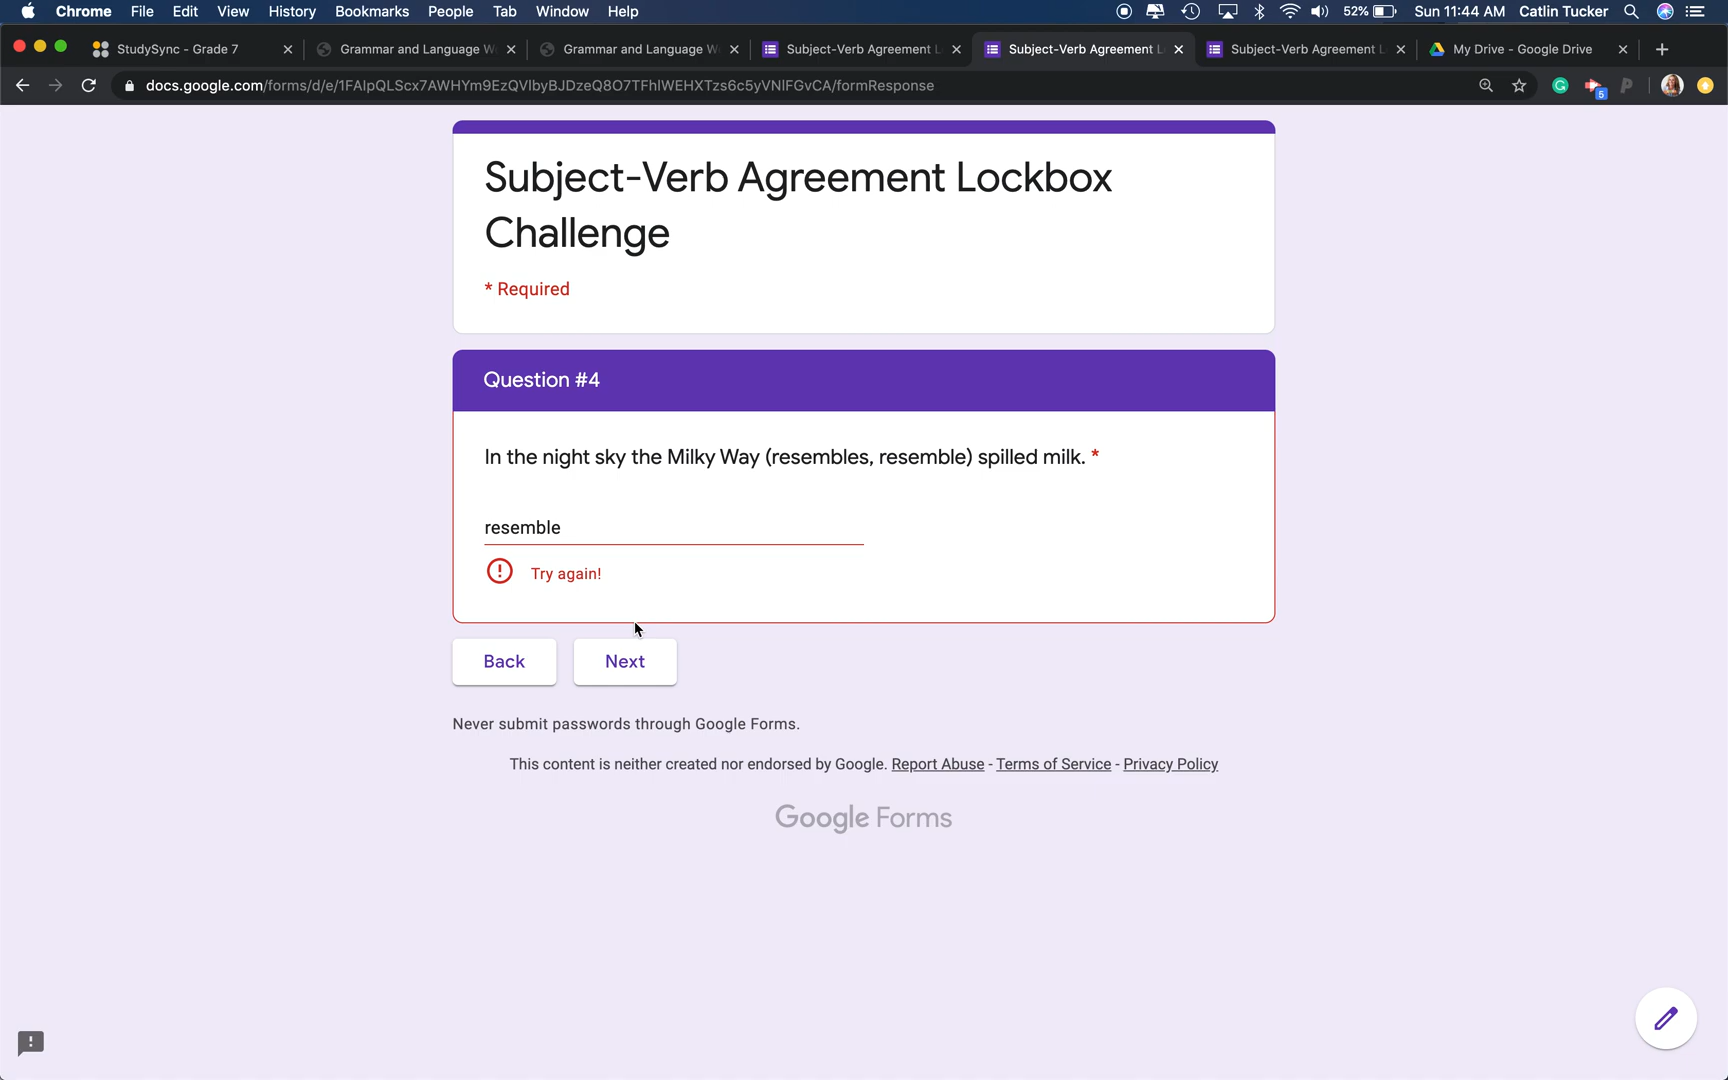 Chrome File Edit View History Bookmarks People Tab Window Help 52% Sun 11:44 AM Catlin Tucker
StudySync - Grade 7 Grammar and Language W Grammar and Language W Subject-Verb Agreement L Subject-Verb Agreement L Subject-Verb Agreement L My Drive - Google Drive
docs.google.com/forms/d/e/1FAIpQLScx7AWHYm9EzQVIbyBJDzeQ8O7TFhlWEHXTzs6c5yVNlFGvCA/formResponse 5
Subject-Verb Agreement Lockbox
Challenge
* Required
Question #4
In the night sky the Milky Way (resembles, resemble) spilled milk. *
resemble
Try again!
Back Next
Never submit passwords through Google Forms.
This content is neither created nor endorsed by Google. Report Abuse - Terms of Service - Privacy Policy
Google Forms